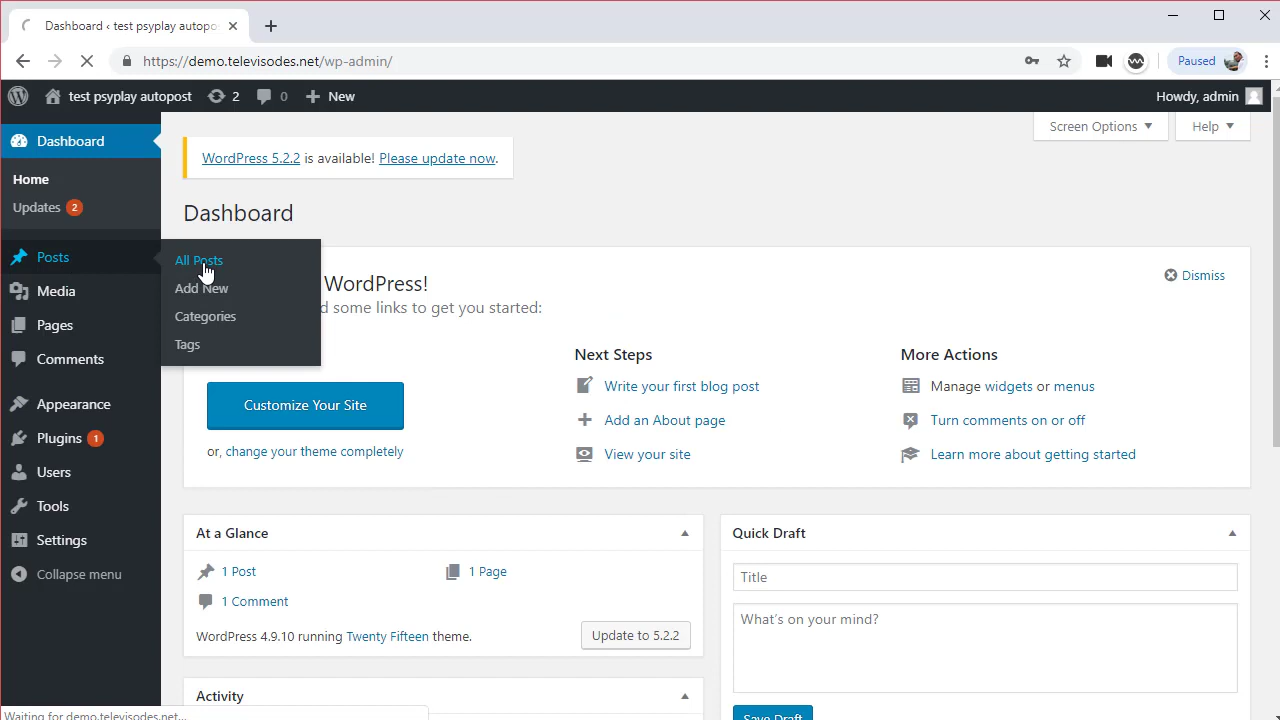 Dashboard ‹ test psyplay autopos
https://demo.televisodes.net/wp-admin/
Paused
test psyplay autopost
2
0
New
Howdy, admin
Dashboard
Home
Updates 2
Posts
Media
Pages
Comments
Appearance
Plugins 1
Users
Tools
Settings
Collapse menu
All Posts
Add New
Categories
Tags
Screen Options
Help
WordPress 5.2.2 is available! Please update now.
Dashboard
WordPress!
d some links to get you started:
Dismiss
Customize Your Site
or, change your theme completely
Next Steps
Write your first blog post
Add an About page
View your site
More Actions
Manage widgets or menus
Turn comments on or off
Learn more about getting started
At a Glance
1 Post
1 Page
1 Comment
WordPress 4.9.10 running Twenty Fifteen theme.
Update to 5.2.2
Activity
Quick Draft
Title
What's on your mind?
Save Draft
Waiting for demo.televisodes.net...